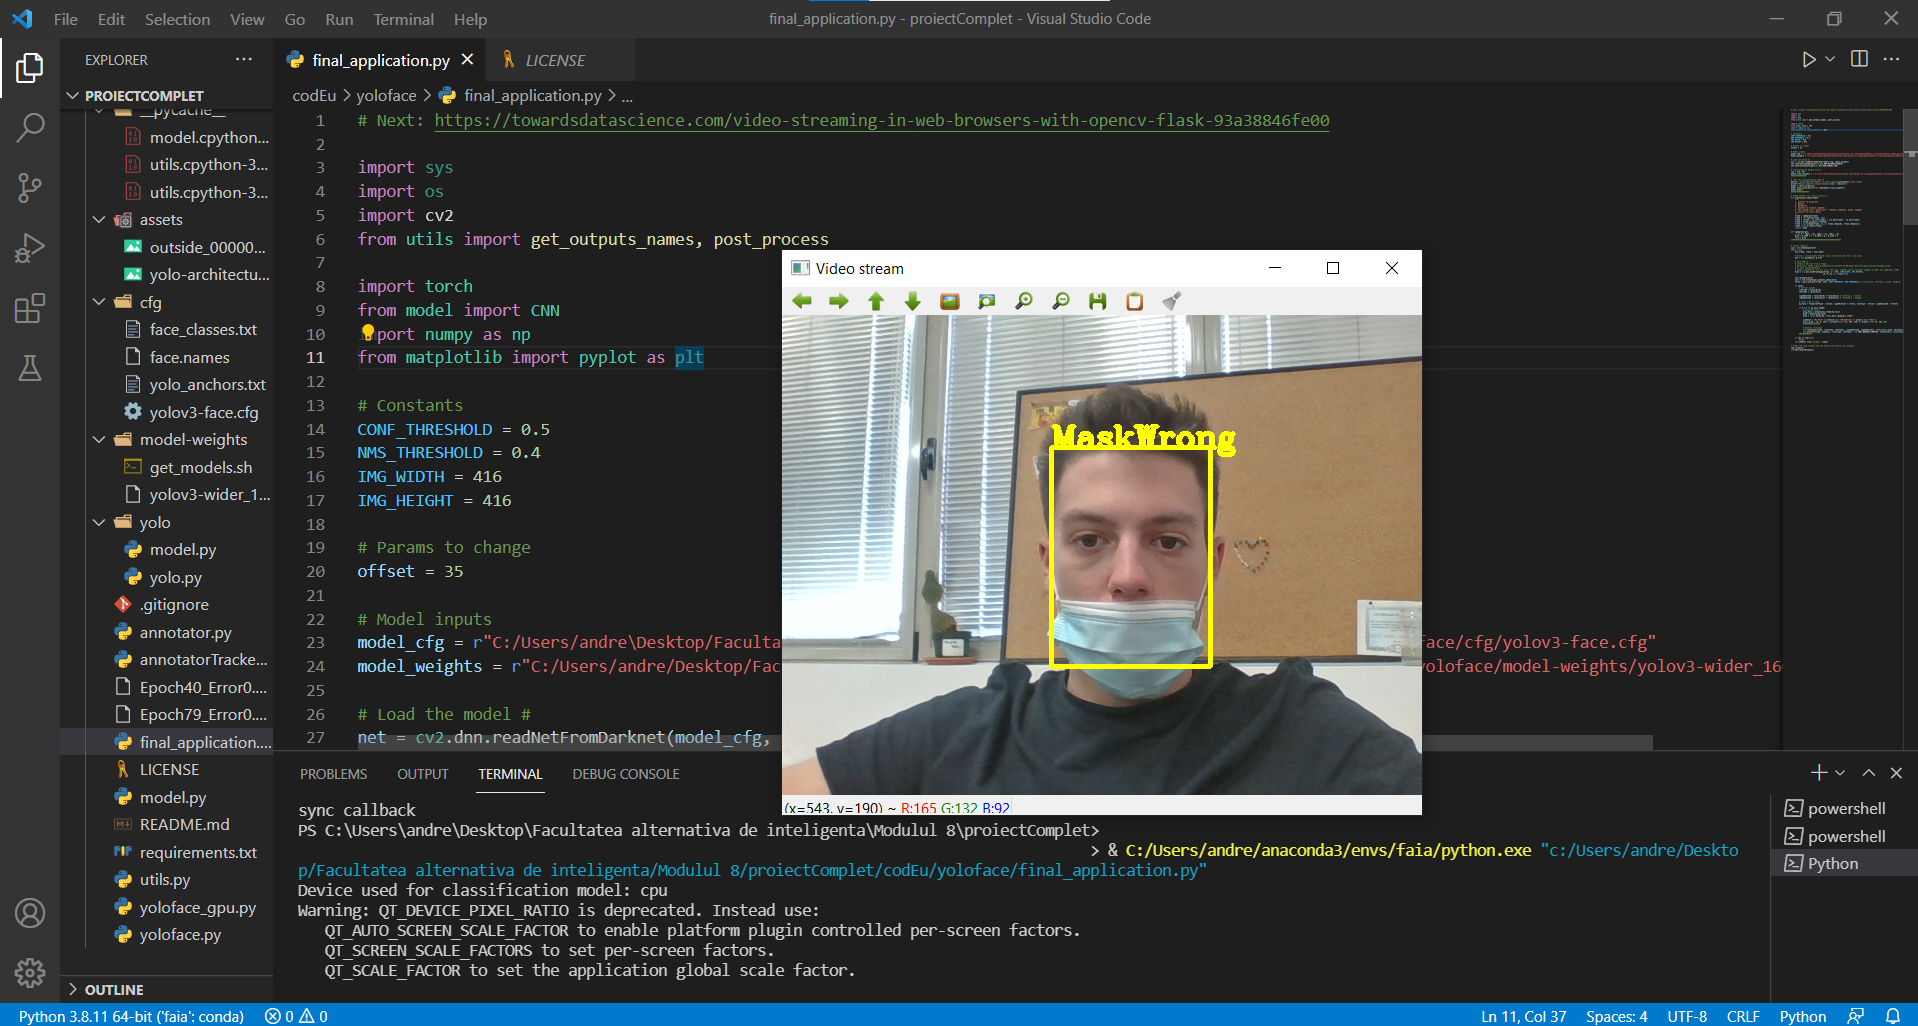 File Edit Selection View Go Run Terminal Help
final_application.py - proiectComplet - Visual Studio Code
EXPLORER
PROIECTCOMPLET
__pycache__
model.cpython...
utils.cpython-3...
utils.cpython-3...
assets
outside_00000...
yolo-architectu...
cfg
face_classes.txt
face.names
yolo_anchors.txt
yolov3-face.cfg
model-weights
get_models.sh
yolov3-wider_1...
yolo
model.py
yolo.py
.gitignore
annotator.py
annotatorTracke...
Epoch40_Error0....
Epoch79_Error0....
final_application....
LICENSE
model.py
README.md
requirements.txt
utils.py
yoloface_gpu.py
yoloface.py
OUTLINE
final_application.py
LICENSE
codEu > yoloface > final_application.py > ...
1 # Next: https://towardsdatascience.com/video-streaming-in-web-browsers-with-opencv-flask-93a38846fe00
2
3 import sys
4 import os
5 import cv2
6 from utils import get_outputs_names, post_process
7
8 import torch
9 from model import CNN
10 import numpy as np
11 from matplotlib import pyplot as plt
12
13 # Constants
14 CONF_THRESHOLD = 0.5
15 NMS_THRESHOLD = 0.4
16 IMG_WIDTH = 416
17 IMG_HEIGHT = 416
18
19 # Params to change
20 offset = 35
21
22 # Model inputs
23 model_cfg = r"C:/Users/andre\Desktop/Faculta face/cfg/yolov3-face.cfg"
24 model_weights = r"C:/Users/andre/Desktop/Fac yoloface/model-weights/yolov3-wider_16
25
26 # Load the model #
27 net = cv2.dnn.readNetFromDarknet(model_cfg,
Video stream
MaskWrong
(x=543, y=190) ~ R:165 G:132 B:92
PROBLEMS OUTPUT TERMINAL DEBUG CONSOLE
sync callback
PS C:\Users\andre\Desktop\Facultatea alternativa de inteligenta\Modulul 8\proiectComplet>
> & C:/Users/andre/anaconda3/envs/faia/python.exe "c:/Users/andre/Deskto
p/Facultatea alternativa de inteligenta/Modulul 8/proiectComplet/codEu/yoloface/final_application.py"
Device used for classification model: cpu
Warning: QT_DEVICE_PIXEL_RATIO is deprecated. Instead use:
QT_AUTO_SCREEN_SCALE_FACTOR to enable platform plugin controlled per-screen factors.
QT_SCREEN_SCALE_FACTORS to set per-screen factors.
QT_SCALE_FACTOR to set the application global scale factor.
powershell
powershell
Python
Python 3.8.11 64-bit ('faia': conda) 0 0
Ln 11, Col 37 Spaces: 4 UTF-8 CRLF Python